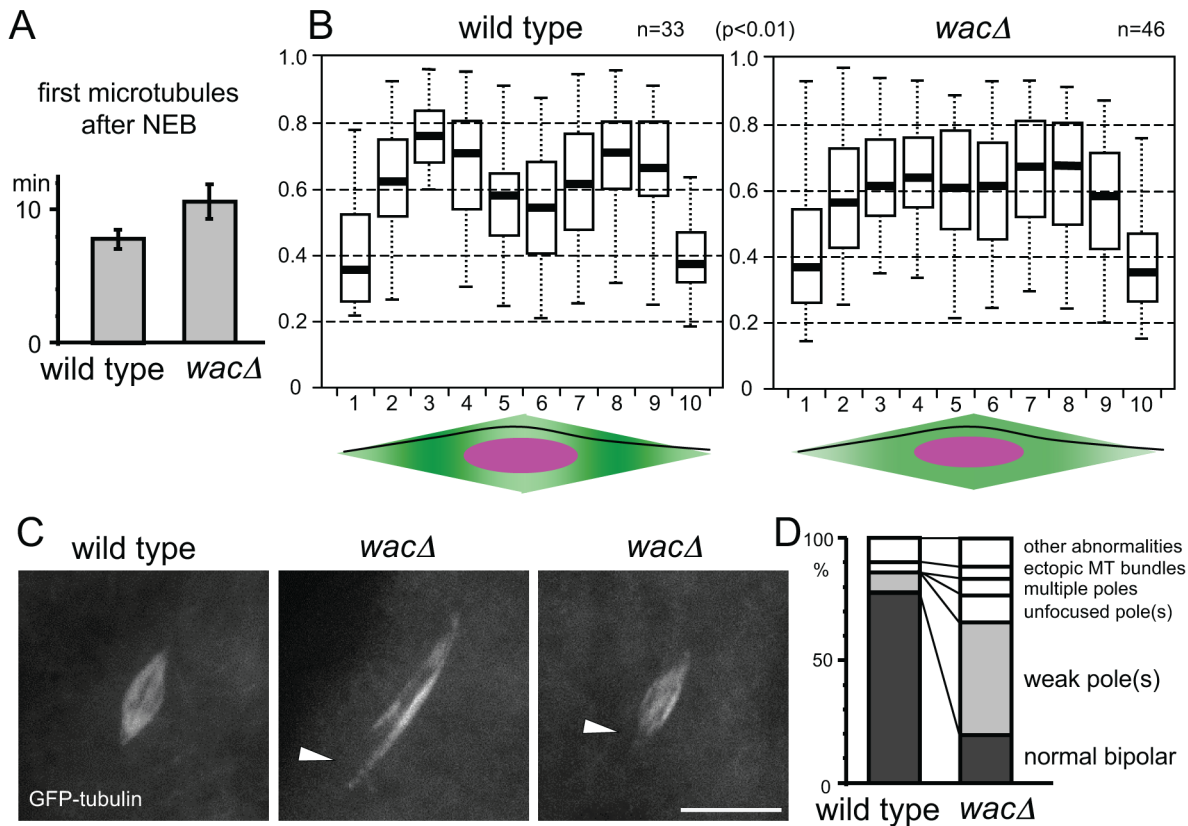 A
first microtubules
after NEB
min
10
0
wild type
wacΔ
B
wild type
n=33
(p<0.01)
wacΔ
n=46
1.0
0.8
0.6
0.4
0.2
0
1 2 3 4 5 6 7 8 9 10
1.0
0.8
0.6
0.4
0.2
0
1 2 3 4 5 6 7 8 9 10
C
wild type
wacΔ
wacΔ
GFP-tubulin
D
100
%
50
0
other abnormalities
ectopic MT bundles
multiple poles
unfocused pole(s)
weak pole(s)
normal bipolar
wild type
wacΔ